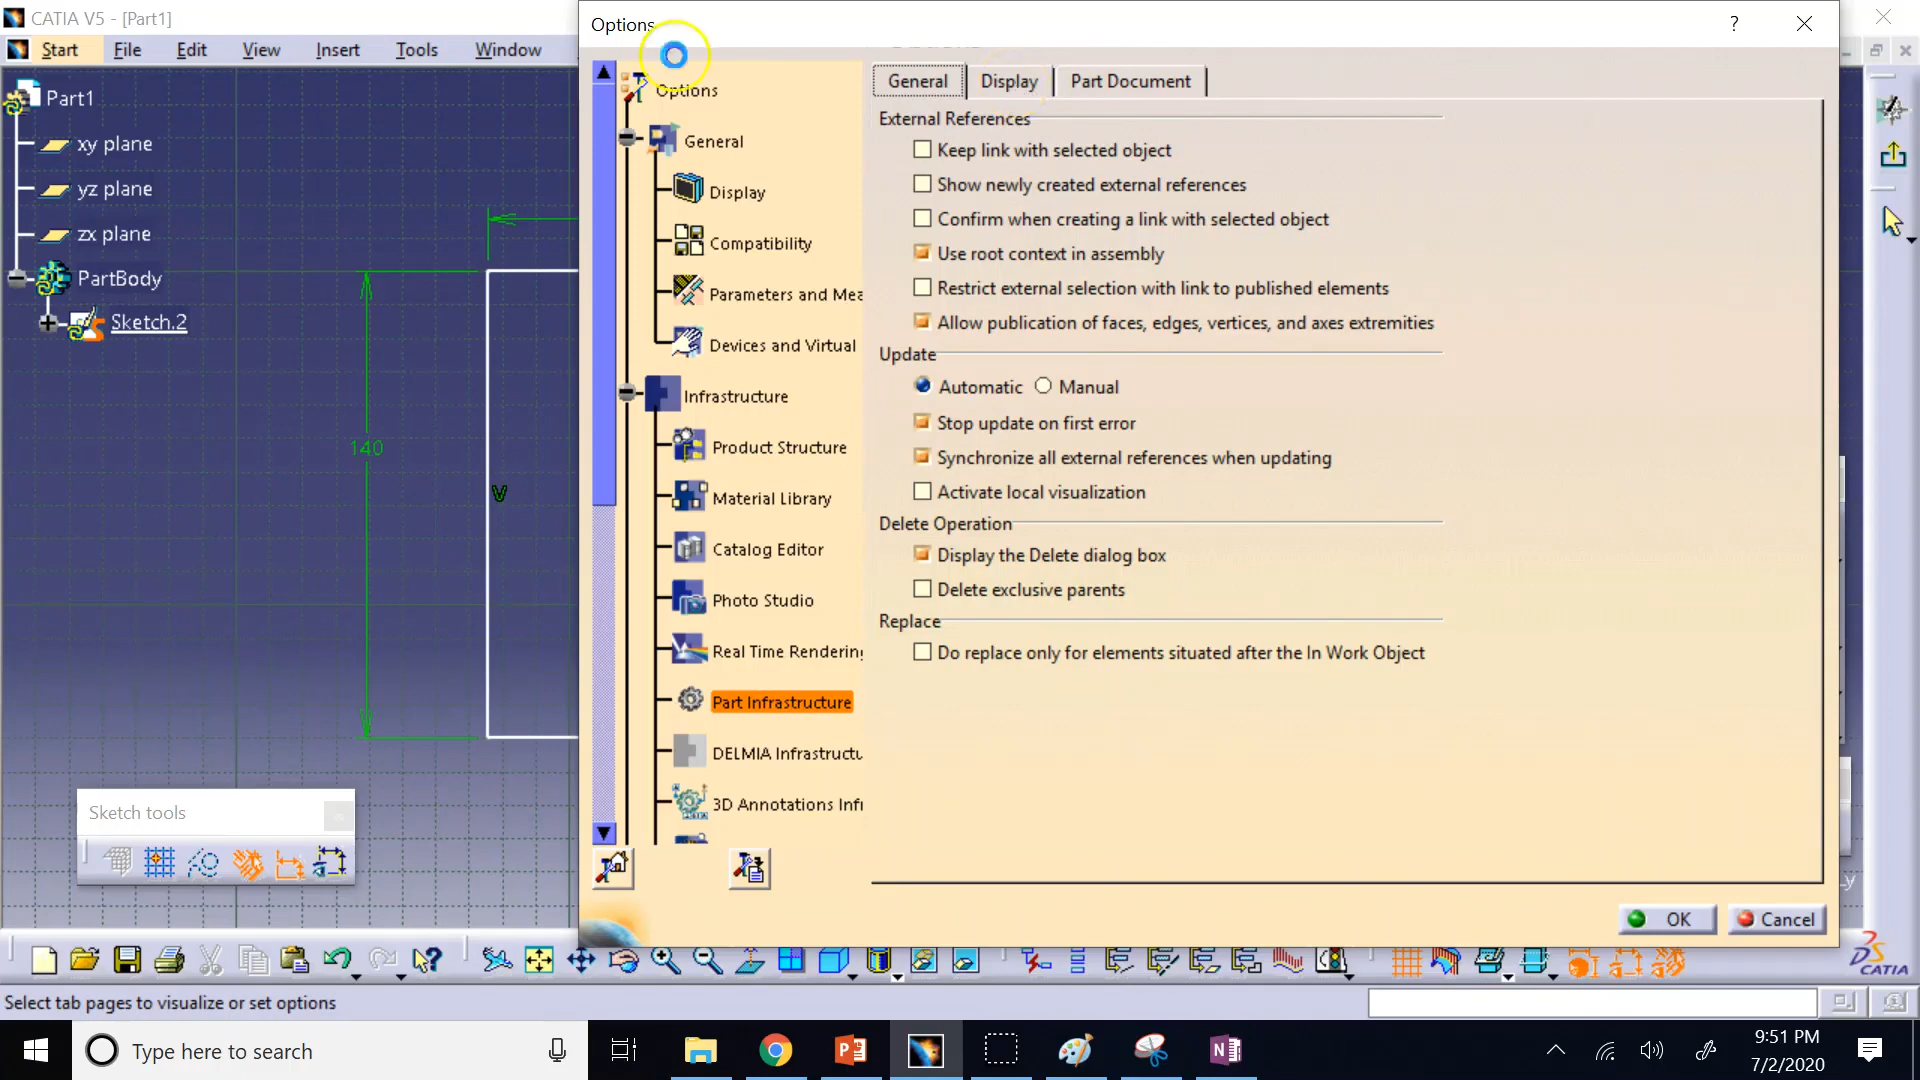 CATIA V5 - [Part1]
Start File Edit View Insert Tools Window
Part1
xy plane
yz plane
zx plane
PartBody
Sketch.2
140
V
Sketch tools
Options
?
Options
General
Display
Compatibility
Parameters and Mea
Devices and Virtual
Infrastructure
Product Structure
Material Library
Catalog Editor
Photo Studio
Real Time Rendering
Part Infrastructure
DELMIA Infrastructu
3D Annotations Infr
General Display Part Document
External References
Keep link with selected object
Show newly created external references
Confirm when creating a link with selected object
Use root context in assembly
Restrict external selection with link to published elements
Allow publication of faces, edges, vertices, and axes extremities
Update
Automatic Manual
Stop update on first error
Synchronize all external references when updating
Activate local visualization
Delete Operation
Display the Delete dialog box
Delete exclusive parents
Replace
Do replace only for elements situated after the In Work Object
OK Cancel
CATIA
Select tab pages to visualize or set options
Type here to search
9:51 PM
7/2/2020